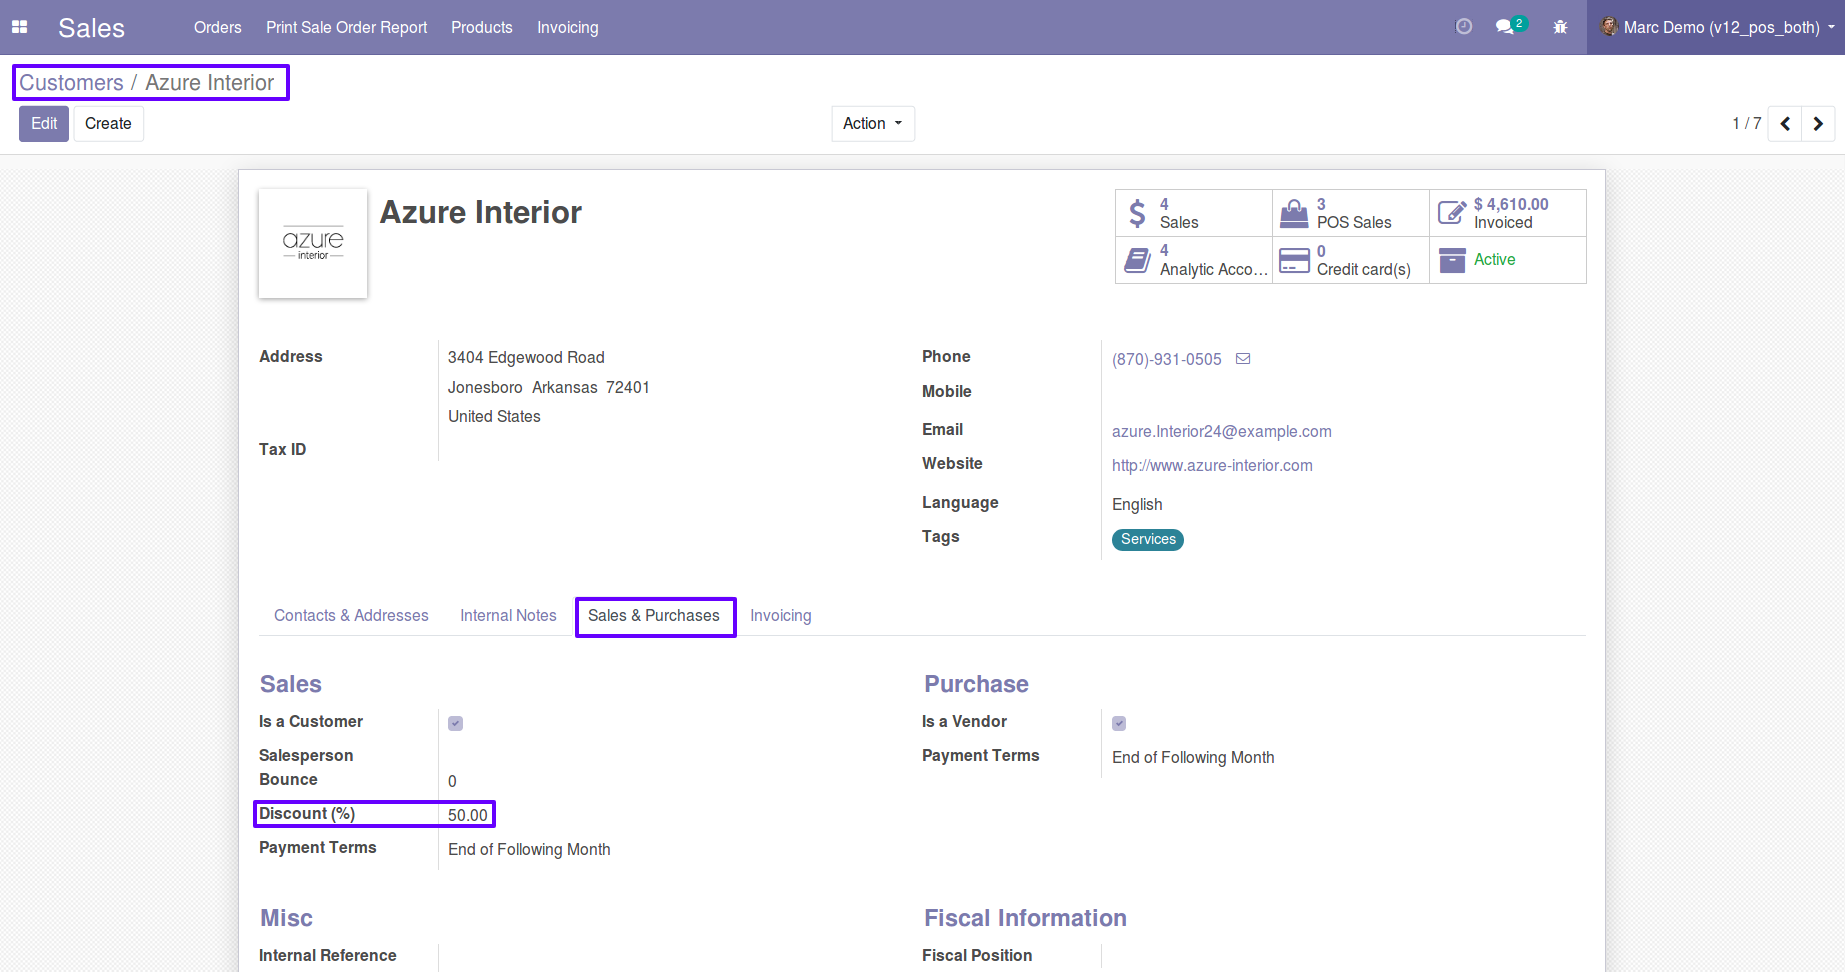 Sales Orders Print Sale Order Report Products Invoicing 2 Marc Demo (v12_pos_both)
Customers / Azure Interior
Edit Create Action 1 / 7
azure
interior
Azure Interior
4
Sales
3
POS Sales
$ 4,610.00
Invoiced
4
Analytic Acco...
0
Credit card(s)
Active
Address
3404 Edgewood Road
Jonesboro Arkansas 72401
United States
Tax ID
Phone (870)-931-0505
Mobile
Email azure.Interior24@example.com
Website http://www.azure-interior.com
Language English
Tags Services
Contacts & Addresses Internal Notes Sales & Purchases Invoicing
Sales
Is a Customer
Salesperson
Bounce 0
Discount (%) 50.00
Payment Terms End of Following Month
Purchase
Is a Vendor
Payment Terms End of Following Month
Misc
Internal Reference
Fiscal Information
Fiscal Position